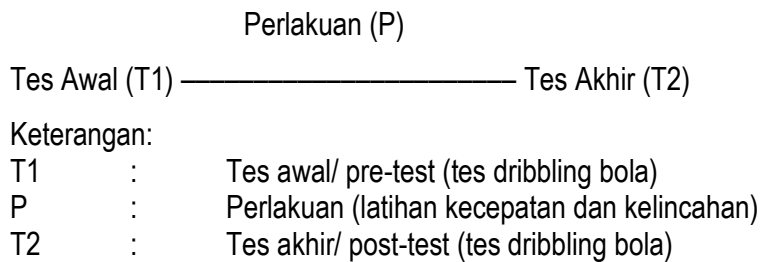 Perlakuan (P)
Tes Awal (T1) ——————————————— Tes Akhir (T2)
Keterangan:
T1 : Tes awal/ pre-test (tes dribbling bola)
P : Perlakuan (latihan kecepatan dan kelincahan)
T2 : Tes akhir/ post-test (tes dribbling bola)